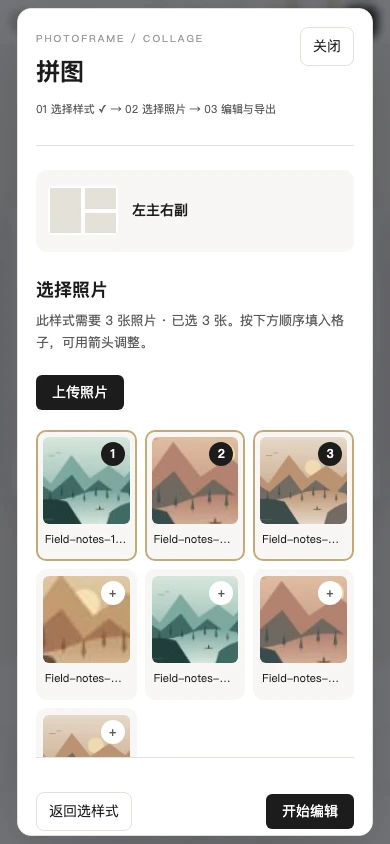 PHOTOFRAME / COLLAGE
关闭
拼图
01 选择样式 ✓ → 02 选择照片 → 03 编辑与导出
左主右副
选择照片
此样式需要 3 张照片 · 已选 3 张。按下方顺序填入格
子，可用箭头调整。
上传照片
1
2
3
Field-notes-1...
Field-notes-...
Field-notes-...
+
+
+
Field-notes-...
Field-notes-...
Field-notes-...
+
返回选样式
开始编辑